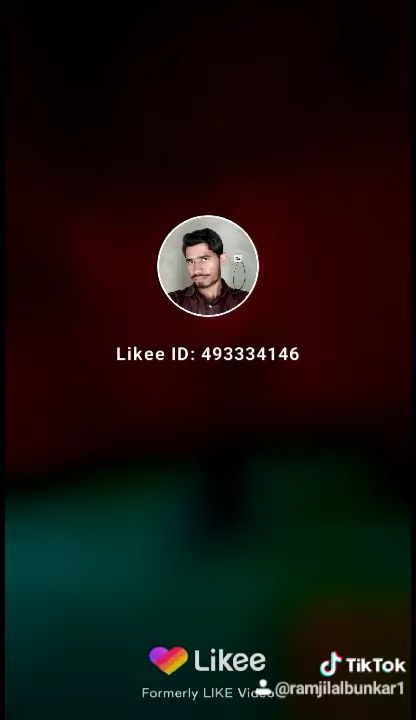 Likee ID: 493334146
Likee
TikTok
Formerly LIKE Video
@ramjilalbunkar1